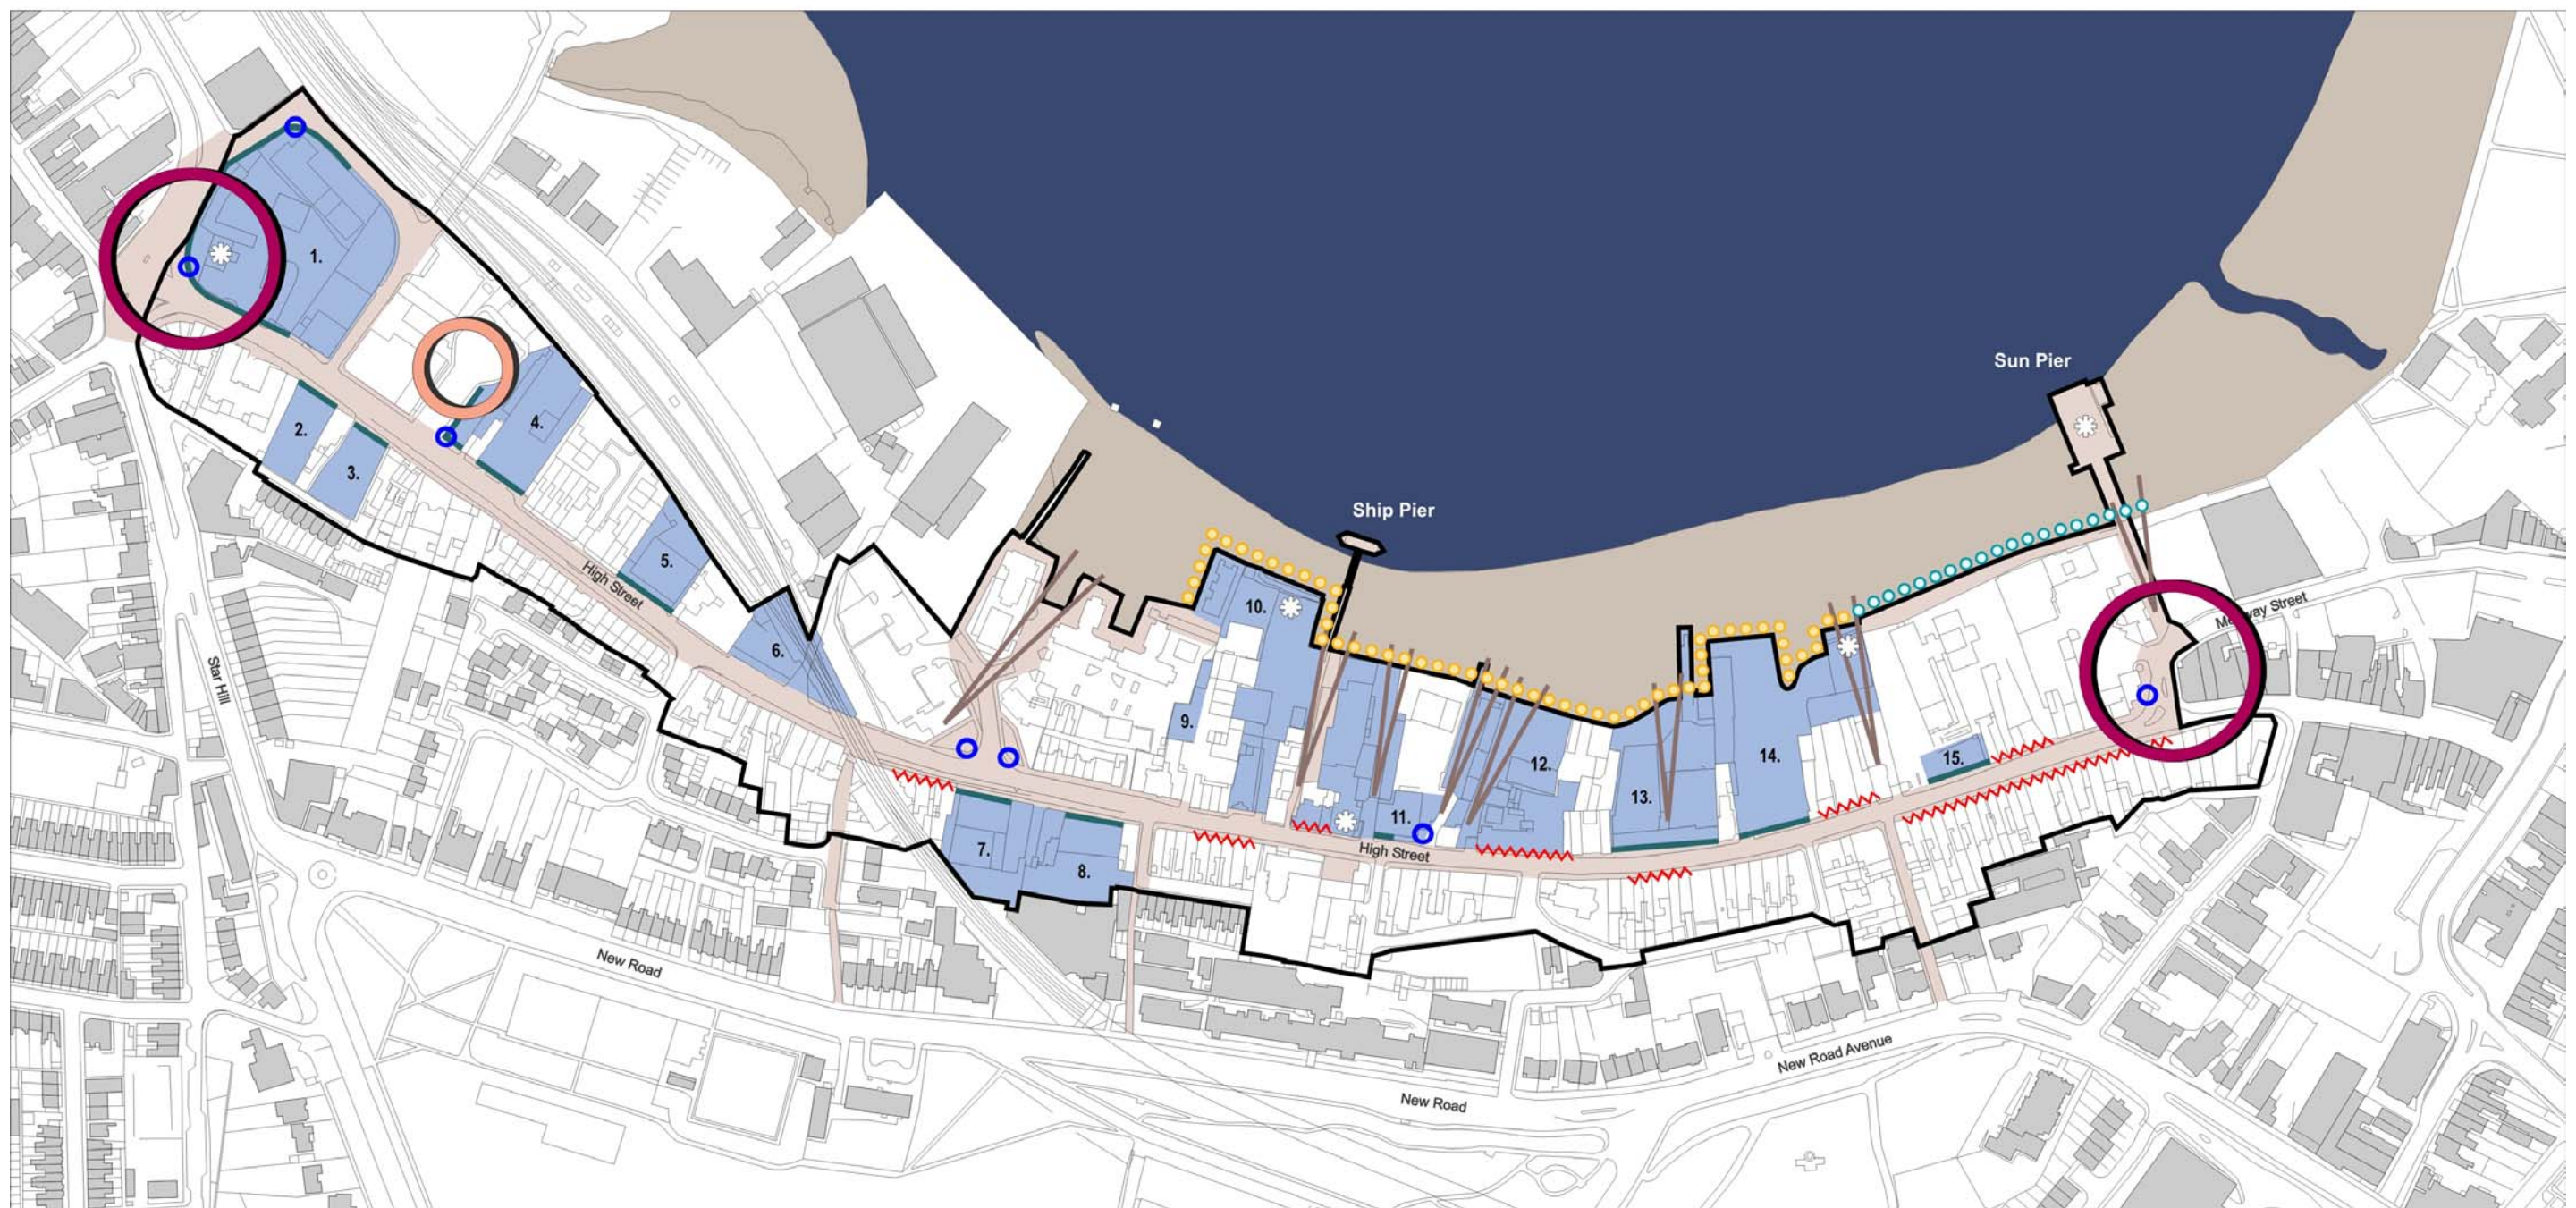 1.
Sun Pier
2.
4.
3.
Ship Pier
5.
High Street
10.
Medway Street
6.
Star Hill
9.
12.
14.
15.
13.
11.
7.
High Street
8.
New Road
New Road Avenue
New Road